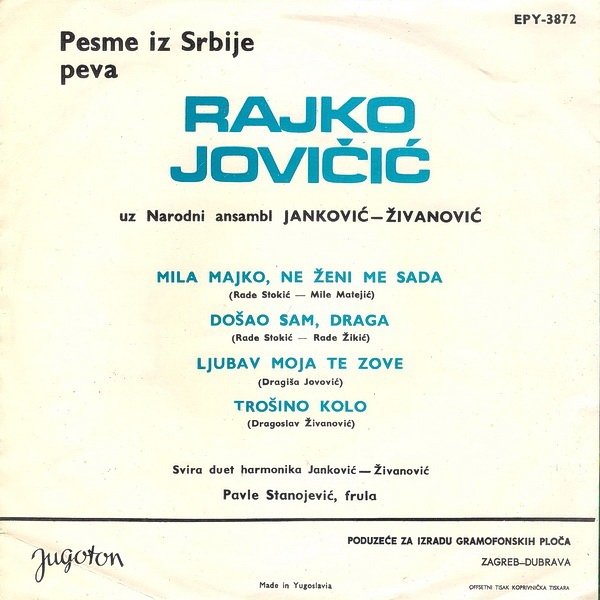 EPY-3872
Pesme iz Srbije
peva
RAJKO
JOVIČIĆ
uz Narodni ansambl JANKOVIĆ — ŽIVANOVIĆ
MILA MAJKO, NE ŽENI ME SADA
(Rade Stokić — Mile Matejić)
DOŠAO SAM, DRAGA
(Rade Stokić — Rade Žikić)
LJUBAV MOJA TE ZOVE
(Dragiša Jovović)
TROŠINO KOLO
(Dragoslav Živanović)
Svira duet harmonika Janković — Živanović
Pavle Stanojević, frula
jugoton
PODUZEĆE ZA IZRADU GRAMOFONSKIH PLOČA
ZAGREB–DUBRAVA
Made in Yugoslavia
OFFSETNI TISAK KOPRIVNIČKA TISKARA